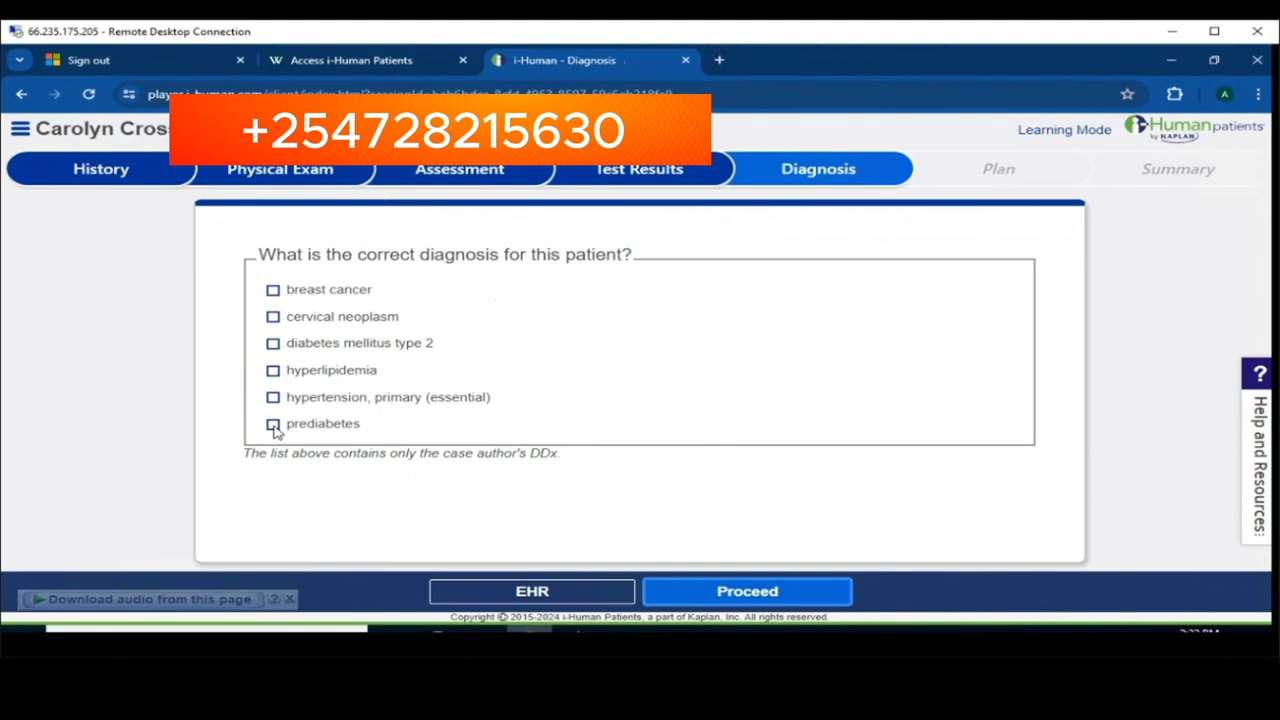 66.235.175.205 - Remote Desktop Connection
Sign out
Access i-Human Patients
i-Human - Diagnosis
Carolyn Cros
+254728215630
Learning Mode
Human patients
by KAPLAN
History
Physical Exam
Assessment
Test Results
Diagnosis
Plan
Summary
What is the correct diagnosis for this patient?
breast cancer
cervical neoplasm
diabetes mellitus type 2
hyperlipidemia
hypertension, primary (essential)
prediabetes
The list above contains only the case author's DDx.
? Help and Resources:
Download audio from this page
EHR
Proceed
Copyright © 2015-2024 i-Human Patients, a part of Kaplan, Inc. All rights reserved.